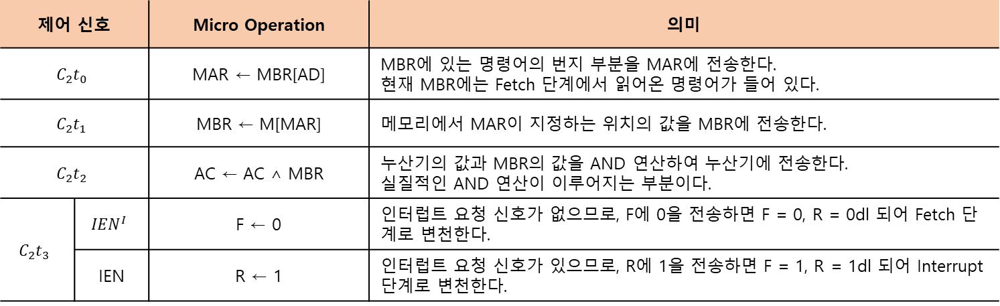 제어 신호 Micro Operation 의미
C₂t₀ MAR ← MBR[AD] MBR에 있는 명령어의 번지 부분을 MAR에 전송한다.
현재 MBR에는 Fetch 단계에서 읽어온 명령어가 들어 있다.
C₂t₁ MBR ← M[MAR] 메모리에서 MAR이 지정하는 위치의 값을 MBR에 전송한다.
C₂t₂ AC ← AC ∧ MBR 누산기의 값과 MBR의 값을 AND 연산하여 누산기에 전송한다.
실질적인 AND 연산이 이루어지는 부분이다.
C₂t₃ IENᴵ F ← 0 인터럽트 요청 신호가 없으므로, F에 0을 전송하면 F = 0, R = 0dl 되어 Fetch 단
계로 변천한다.
IEN R ← 1 인터럽트 요청 신호가 있으므로, R에 1을 전송하면 F = 1, R = 1dl 되어 Interrupt
단계로 변천한다.